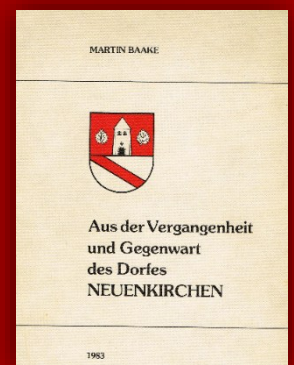 MARTIN BAAKE
Aus der Vergangenheit
und Gegenwart
des Dorfes
NEUENKIRCHEN
1983